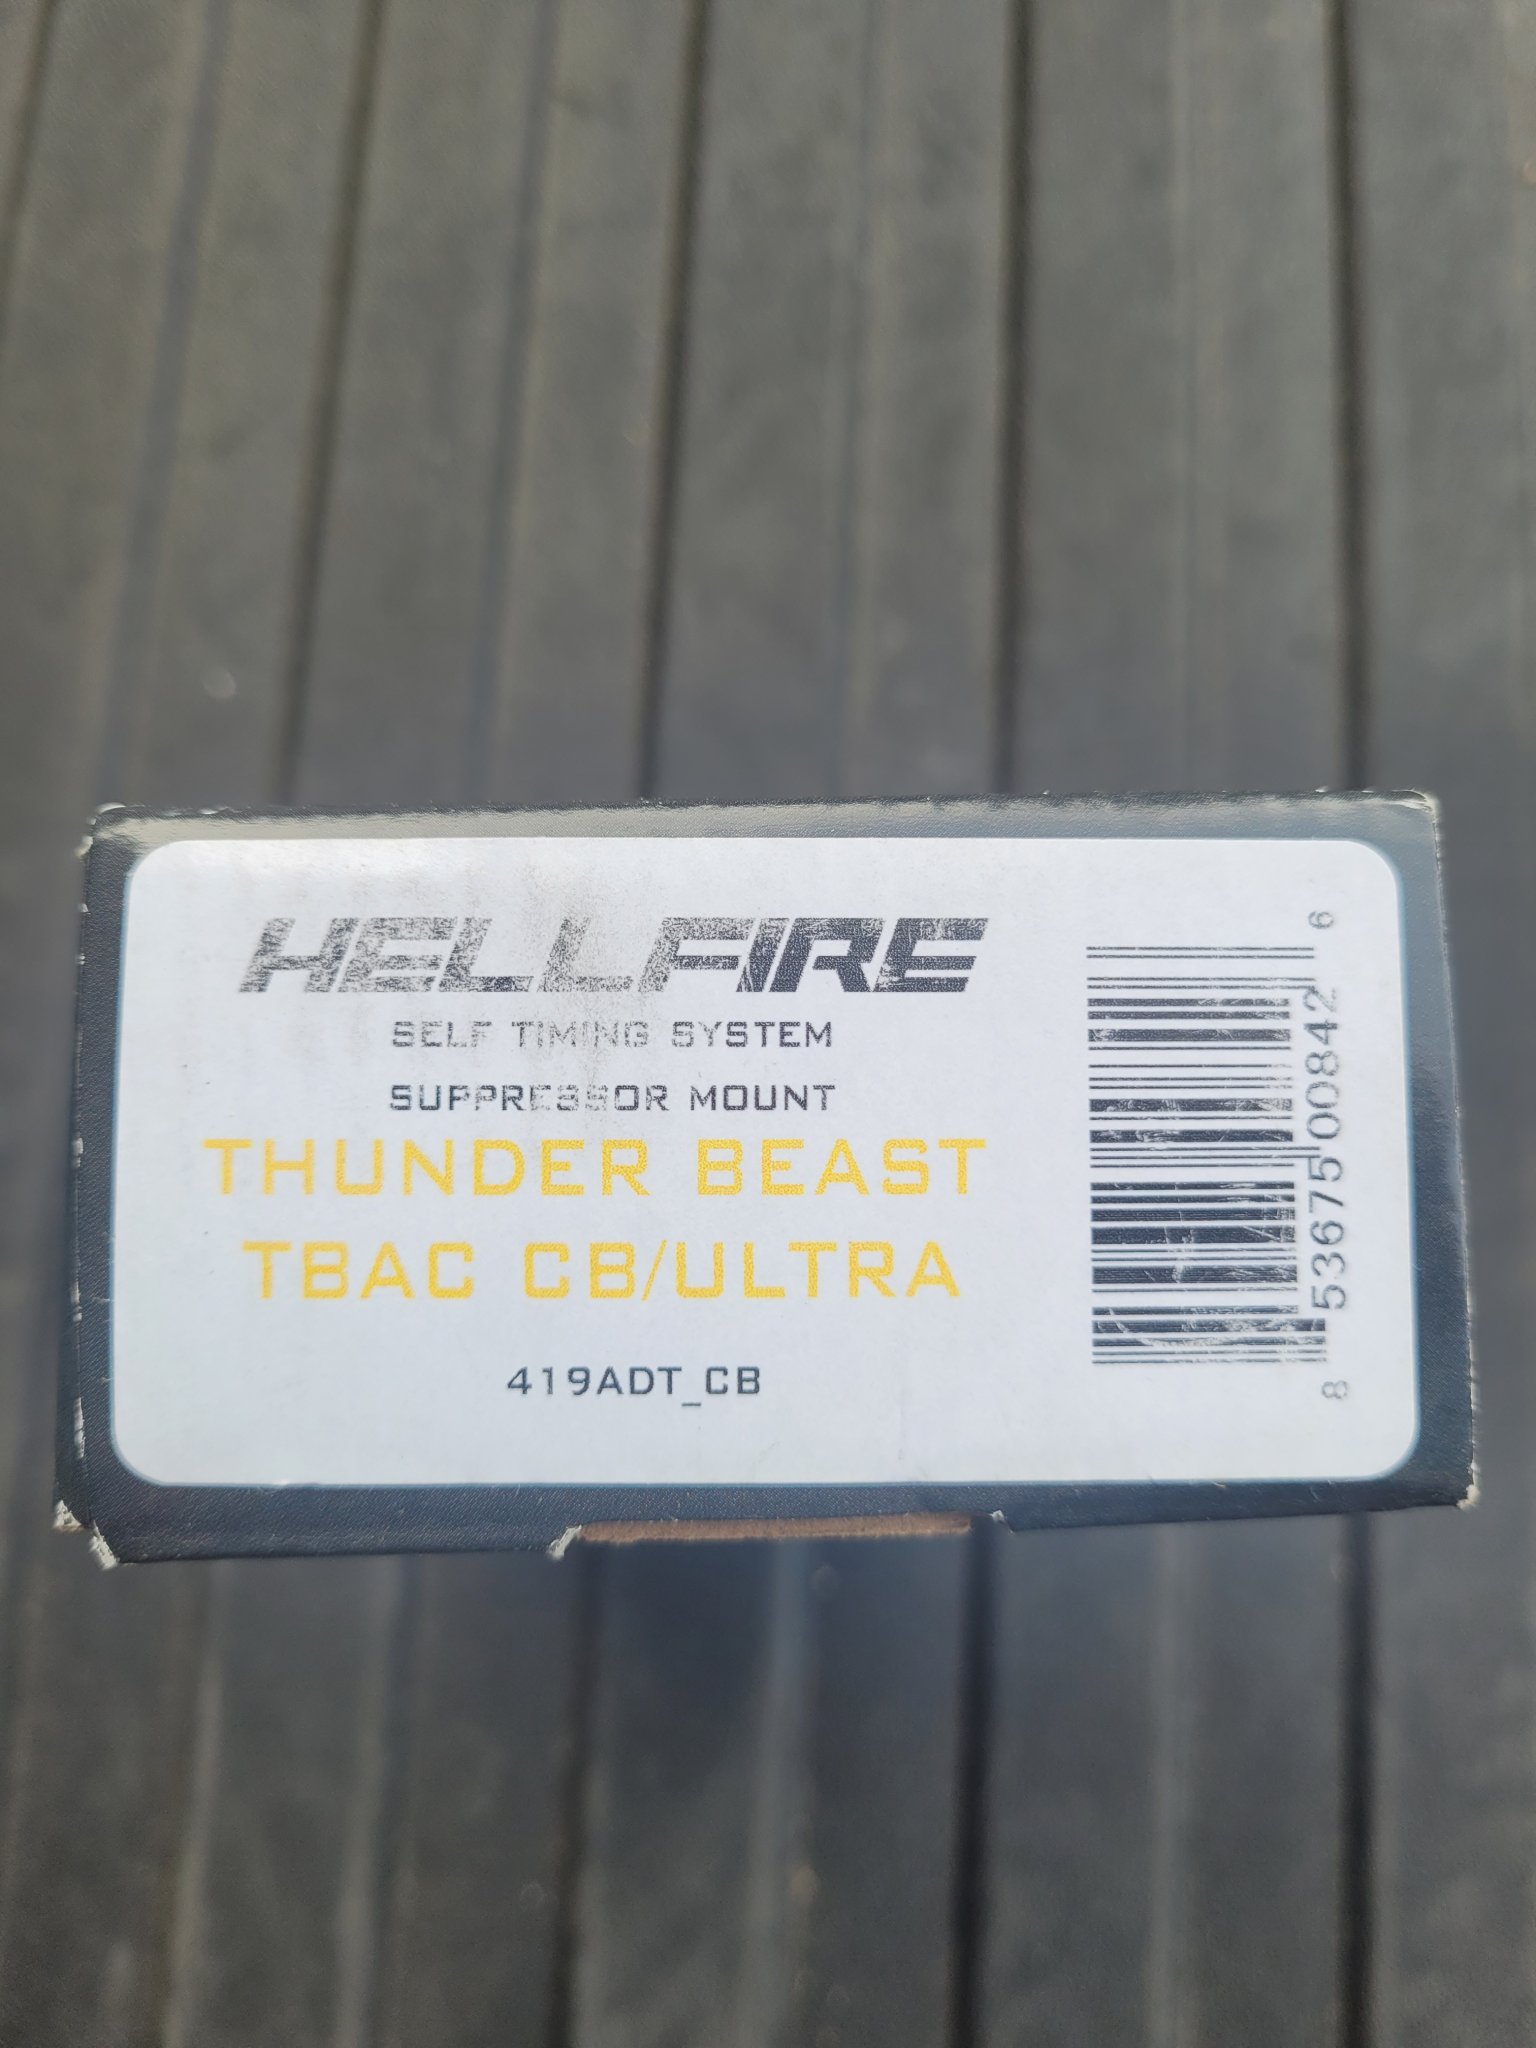 HELLFIRE
SELF TIMING SYSTEM
SUPPRESSOR MOUNT
THUNDER BEAST
TBAC CB/ULTRA
419ADT_CB
8 53675 00842 6